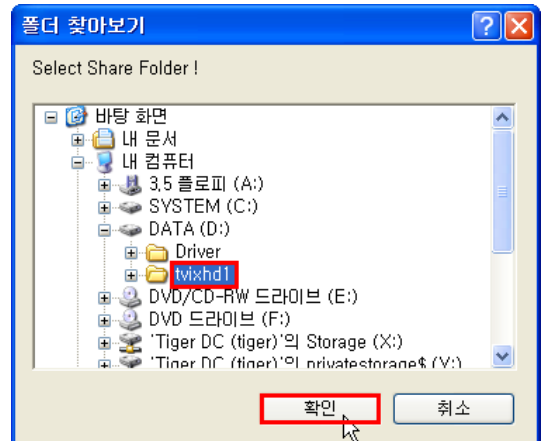 폴더 찾아보기
Select Share Folder !
바탕 화면
내 문서
내 컴퓨터
3,5 플로피 (A:)
SYSTEM (C:)
DATA (D:)
Driver
tvixhd1
DVD/CD-RW 드라이브 (E:)
DVD 드라이브 (F:)
'Tiger DC (tiger)'의 Storage (X:)
'Tiger DC (tiger)'의 privatestorage$ (Y:)
확인 취소